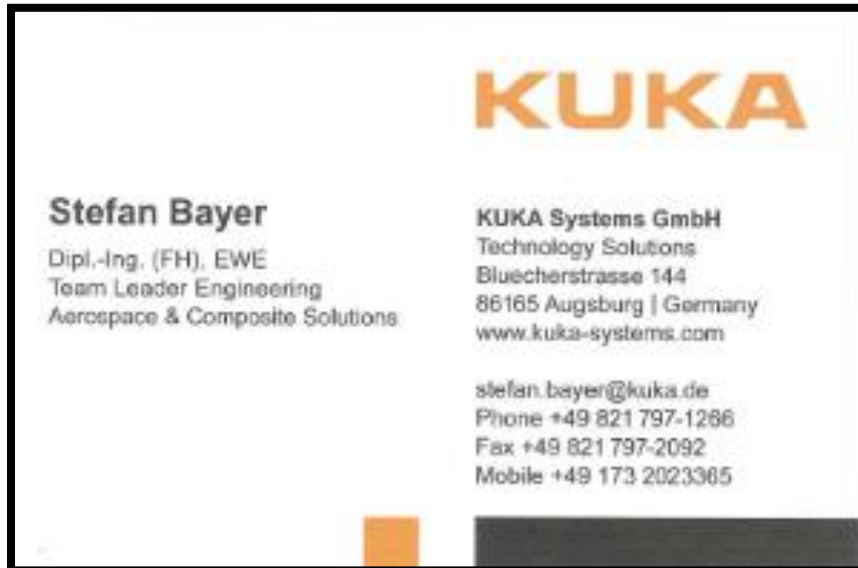 KUKA
Stefan Bayer
Dipl.-Ing. (FH), EWE
Team Leader Engineering
Aerospace & Composite Solutions
KUKA Systems GmbH
Technology Solutions
Bluecherstrasse 144
86165 Augsburg | Germany
www.kuka-systems.com
stefan.bayer@kuka.de
Phone +49 821 797-1266
Fax +49 821 797-2092
Mobile +49 173 2023365